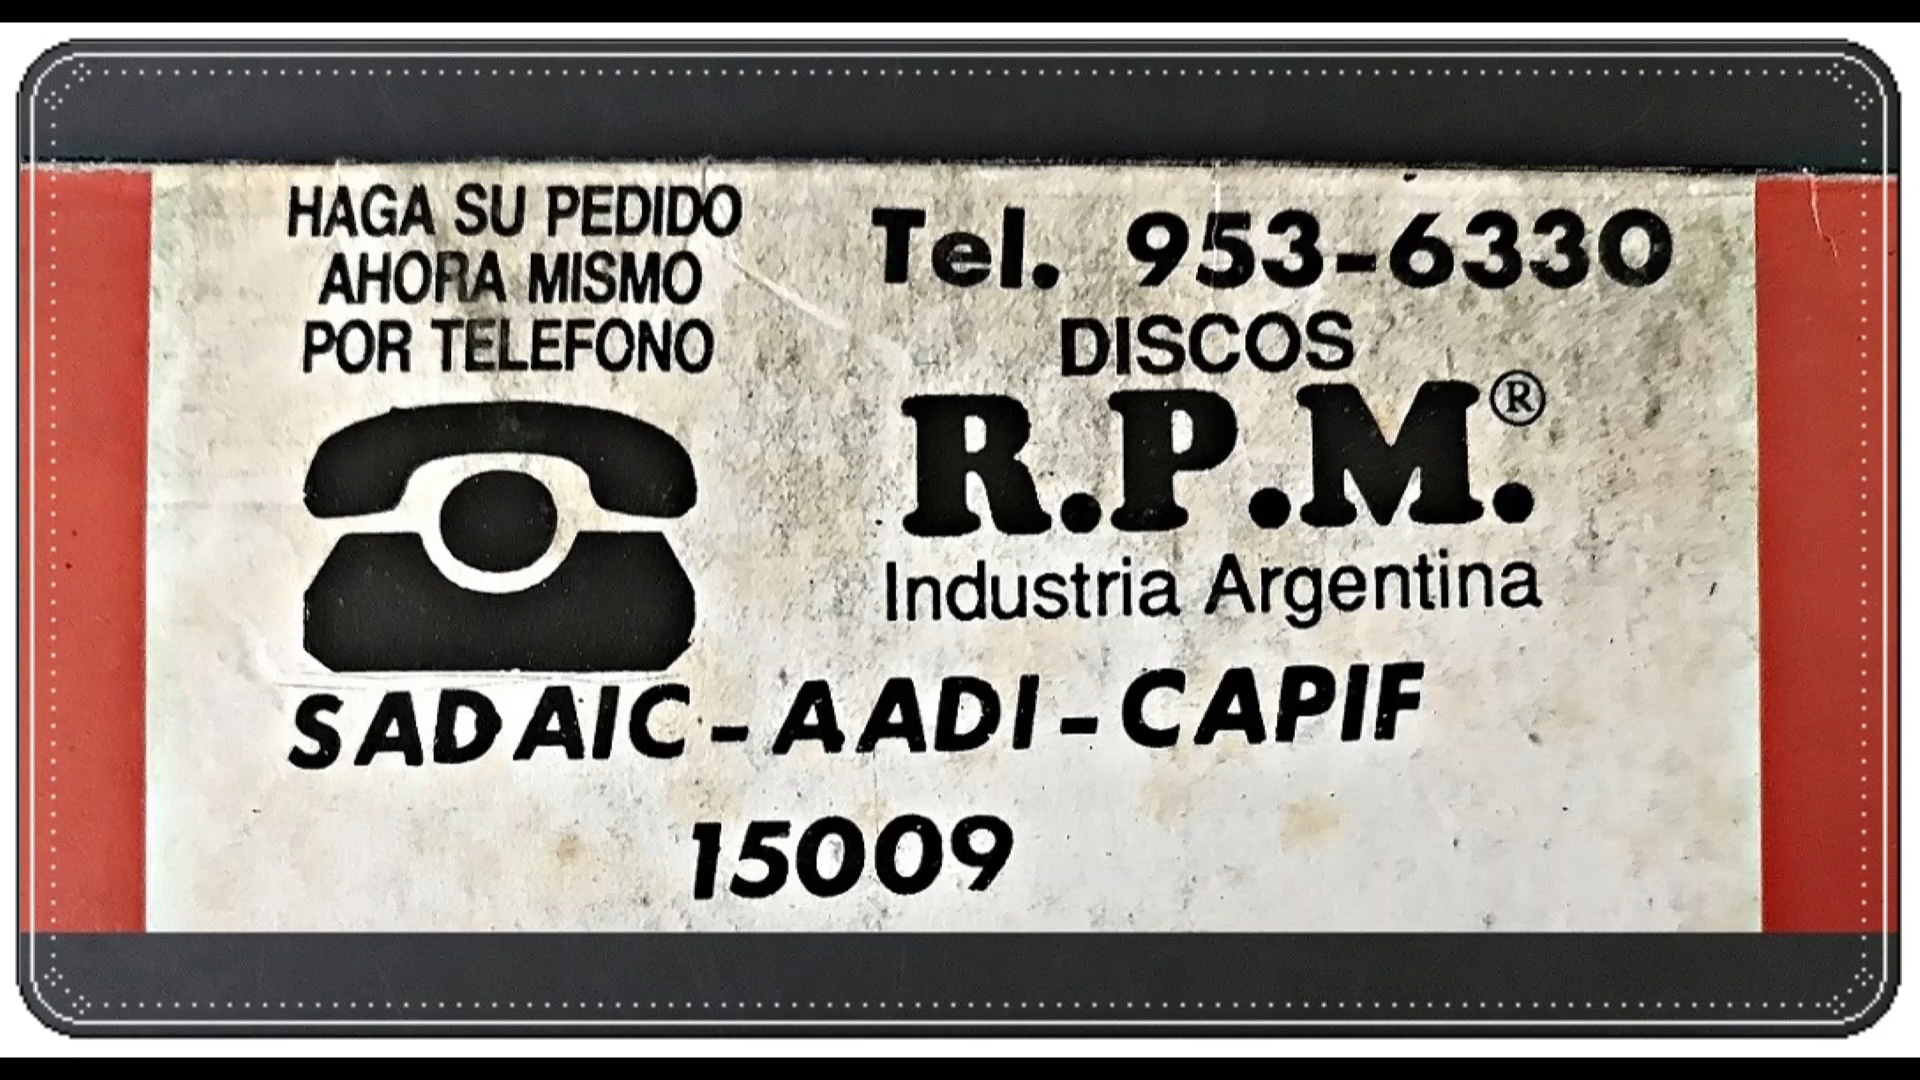 HAGA SU PEDIDO
AHORA MISMO
POR TELEFONO
Tel. 953-6330
DISCOS
R.P.M.®
Industria Argentina
SADAIC-AADI-CAPIF
15009